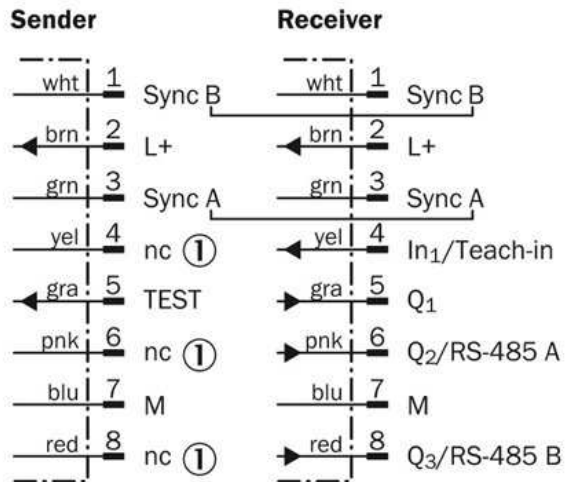 Sender Receiver
wht 1 Sync B wht 1 Sync B
brn 2 L+ brn 2 L+
grn 3 Sync A grn 3 Sync A
yel 4 nc ① yel 4 In₁/Teach-in
gra 5 TEST gra 5 Q₁
pnk 6 nc ① pnk 6 Q₂/RS-485 A
blu 7 M blu 7 M
red 8 nc ① red 8 Q₃/RS-485 B